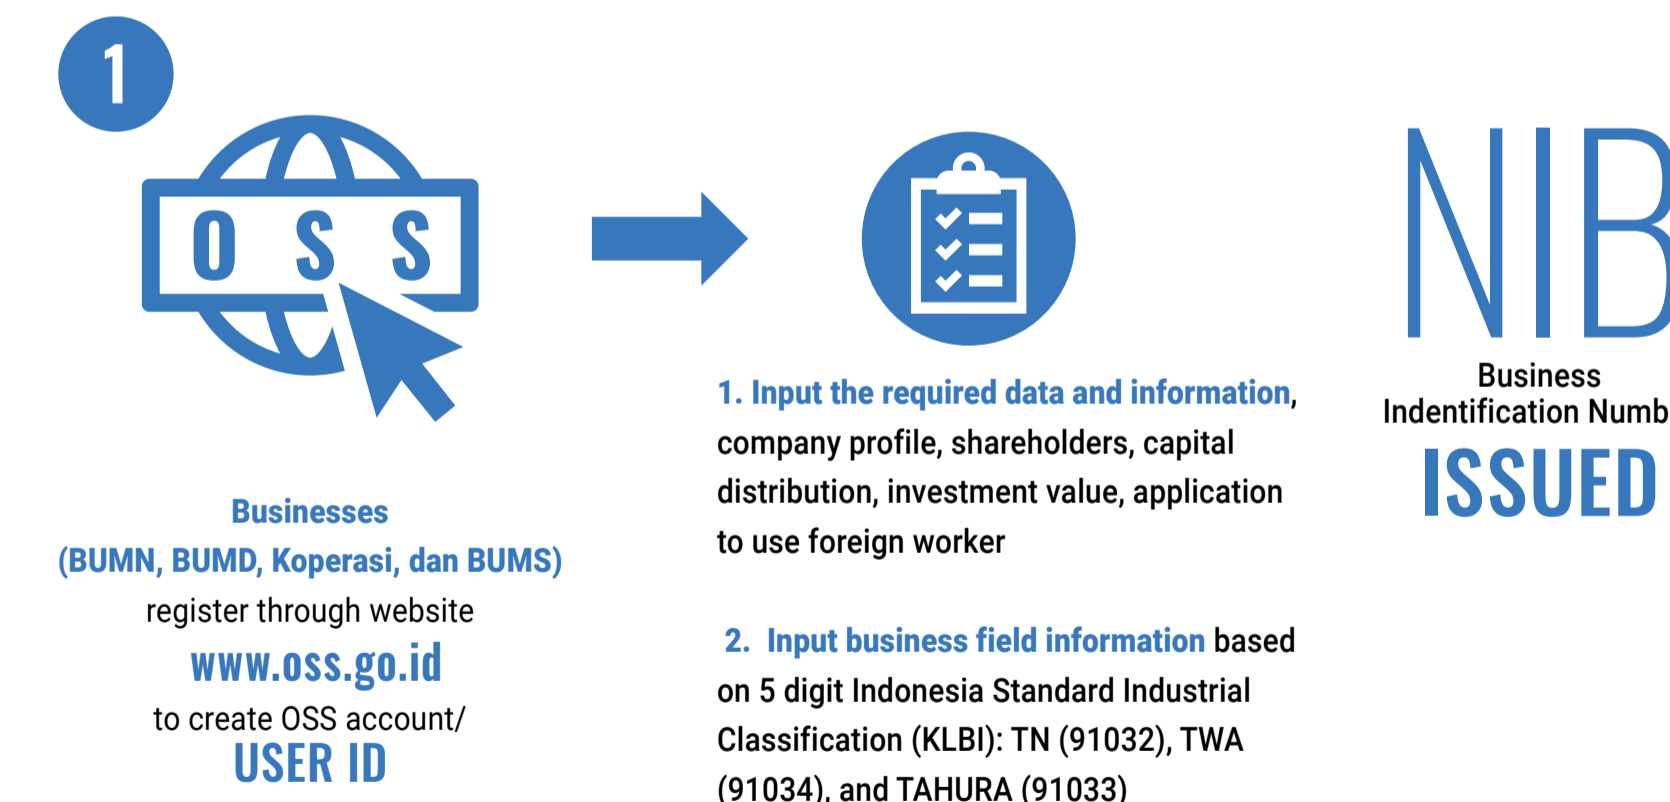 1
OSS
Businesses
(BUMN, BUMD, Koperasi, dan BUMS)
register through website
www.oss.go.id
to create OSS account/
USER ID
1. Input the required data and information,
company profile, shareholders, capital
distribution, investment value, application
to use foreign worker
2. Input business field information based
on 5 digit Indonesia Standard Industrial
Classification (KLBI): TN (91032), TWA
(91034), and TAHURA (91033)
NIB
Business
Indentification Numb
ISSUED